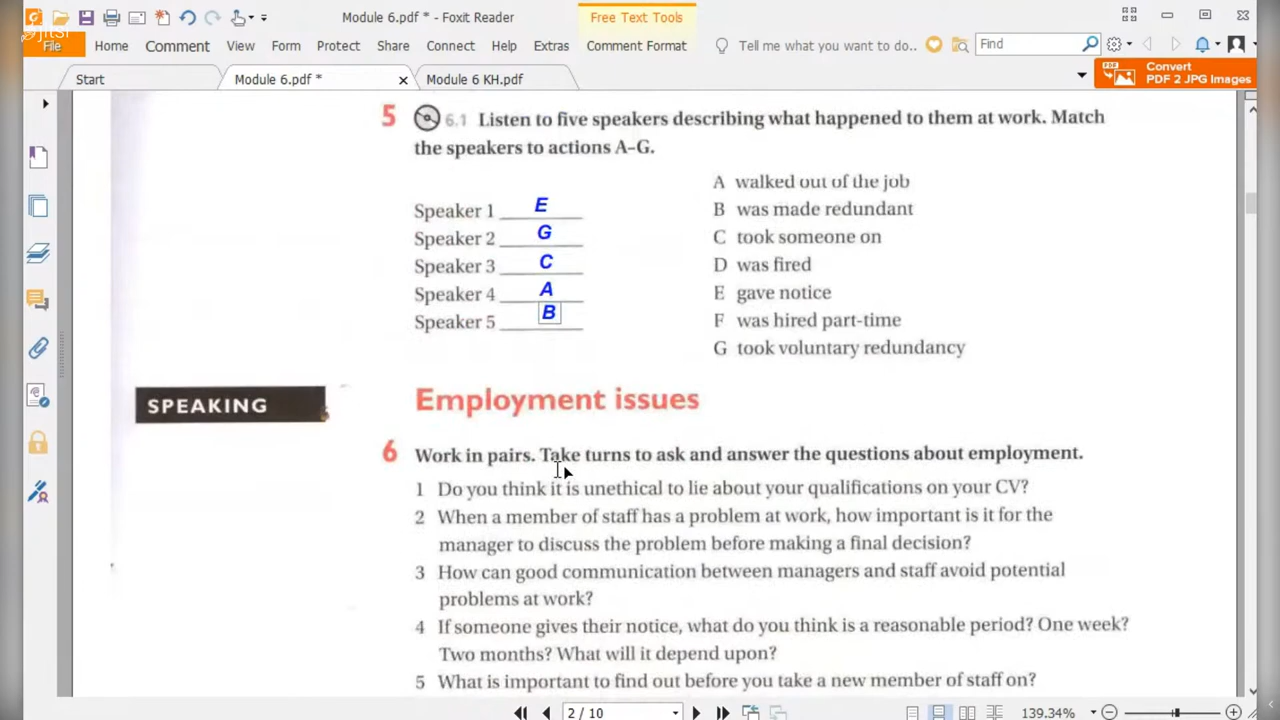 Module 6.pdf * - Foxit Reader
Free Text Tools
File Home Comment View Form Protect Share Connect Help Extras Comment Format Tell me what you want to do.. Find
Start Module 6.pdf * Module 6 KH.pdf
Convert
PDF 2 JPG Images
5 6.1 Listen to five speakers describing what happened to them at work. Match
the speakers to actions A–G.
A walked out of the job
Speaker 1 E B was made redundant
Speaker 2 G C took someone on
Speaker 3 C D was fired
Speaker 4 A E gave notice
Speaker 5 B F was hired part-time
G took voluntary redundancy
SPEAKING Employment issues
6 Work in pairs. Take turns to ask and answer the questions about employment.
1 Do you think it is unethical to lie about your qualifications on your CV?
2 When a member of staff has a problem at work, how important is it for the
manager to discuss the problem before making a final decision?
3 How can good communication between managers and staff avoid potential
problems at work?
4 If someone gives their notice, what do you think is a reasonable period? One week?
Two months? What will it depend upon?
5 What is important to find out before you take a new member of staff on?
2 / 10 139.34%